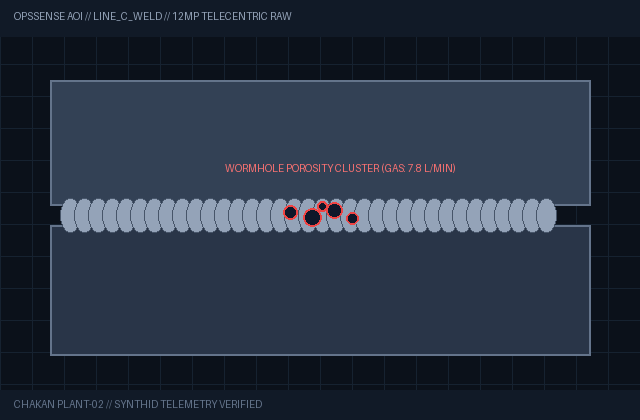 OPSSENSE AOI // LINE_C_WELD // 12MP TELECENTRIC RAW
WORMHOLE POROSITY CLUSTER (GAS: 7.8 L/MIN)
CHAKAN PLANT-02 // SYNTHID TELEMETRY VERIFIED